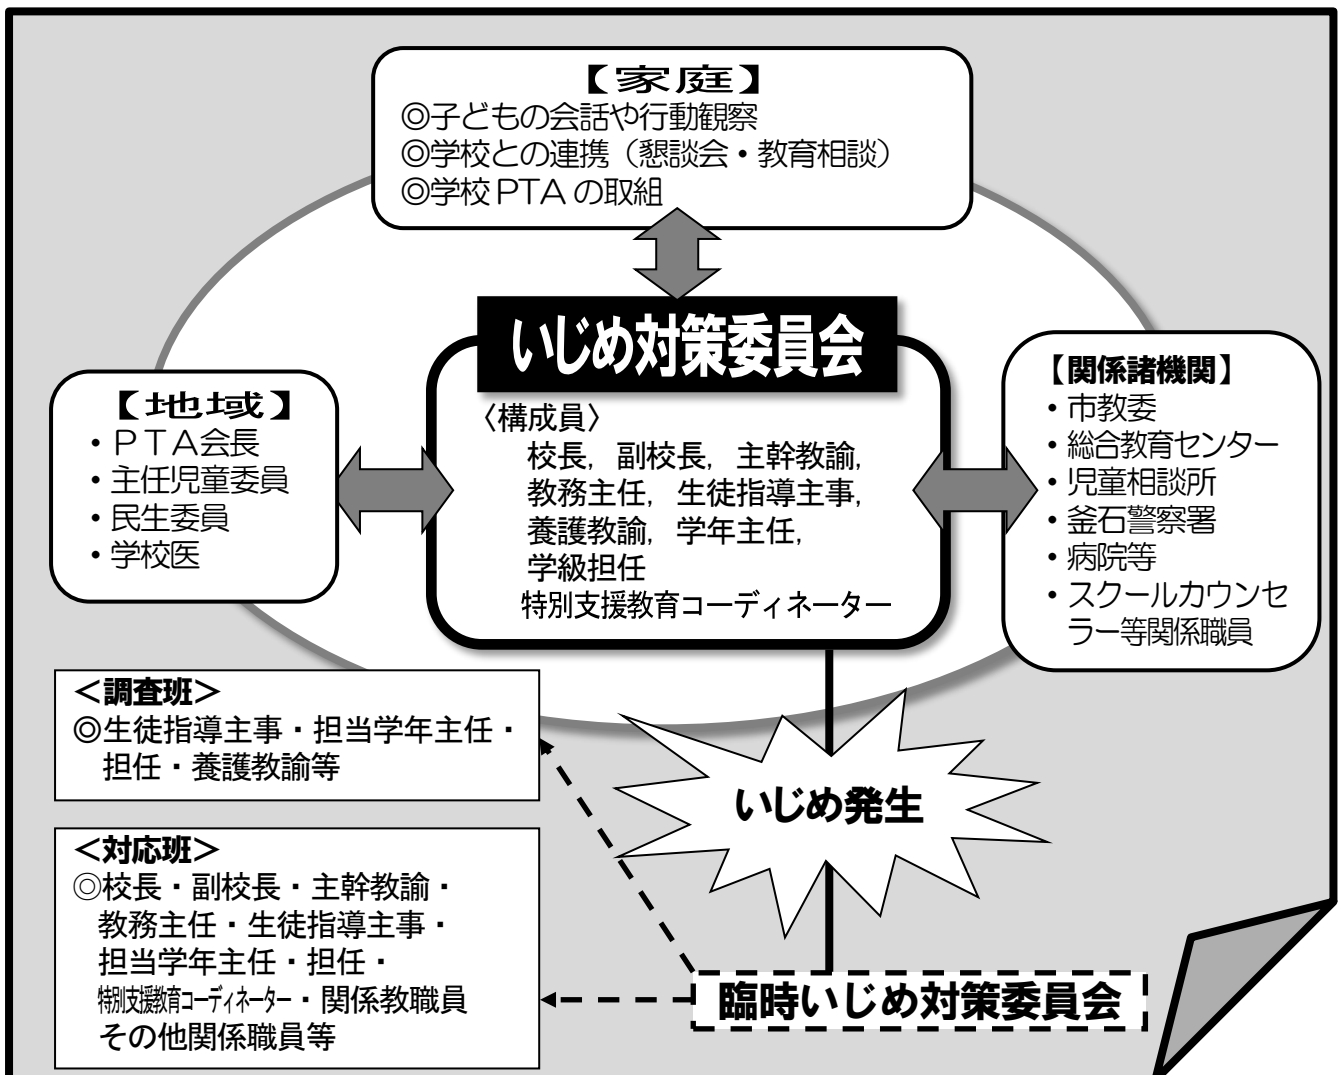 【家庭】
◎子どもの会話や行動観察
◎学校との連携（懇談会・教育相談）
◎学校PTAの取組
いじめ対策委員会
〈構成員〉
校長，副校長，主幹教諭，
教務主任，生徒指導主事，
養護教諭，学年主任，
学級担任
特別支援教育コーディネーター
【地域】
・ＰＴＡ会長
・主任児童委員
・民生委員
・学校医
【関係諸機関】
・市教委
・総合教育センター
・児童相談所
・釜石警察署
・病院等
・スクールカウンセ
ラー等関係職員
＜調査班＞
◎生徒指導主事・担当学年主任・
担任・養護教諭等
いじめ発生
＜対応班＞
◎校長・副校長・主幹教諭・
教務主任・生徒指導主事・
担当学年主任・担任・
特別支援教育コーディネーター・関係教職員
その他関係職員等
臨時いじめ対策委員会